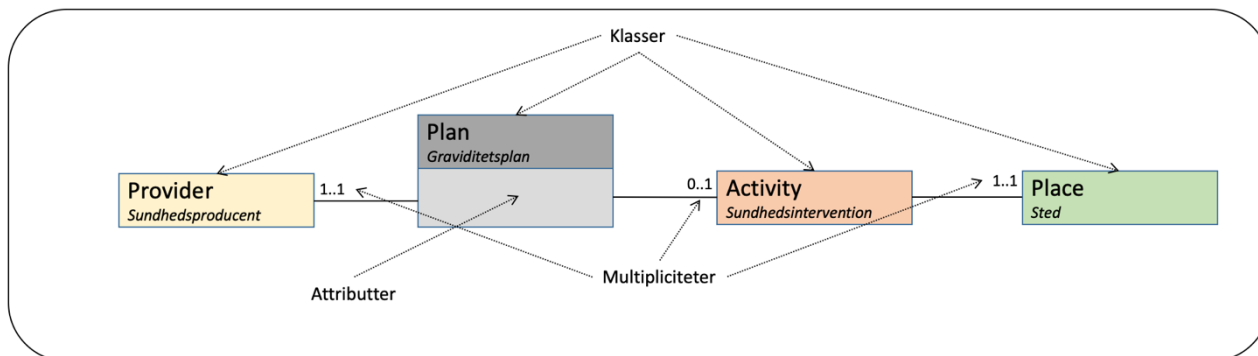 Klasser
Plan
Graviditetsplan
Provider
Sundhedsproducent
1..1
0..1
Activity
Sundhedsintervention
1..1
Place
Sted
Multipliciteter
Attributter